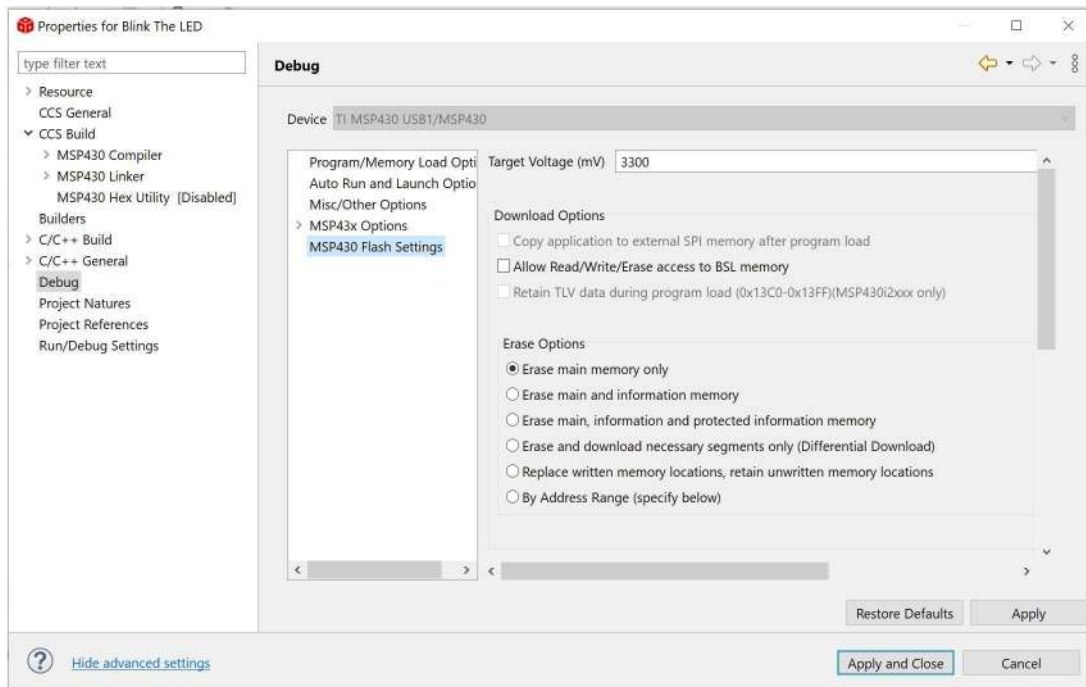 Properties for Blink The LED
type filter text
Resource
CCS General
CCS Build
MSP430 Compiler
MSP430 Linker
MSP430 Hex Utility [Disabled]
Builders
C/C++ Build
C/C++ General
Debug
Project Natures
Project References
Run/Debug Settings
Debug
Device TI MSP430 USB1/MSP430
Program/Memory Load Opti
Auto Run and Launch Optio
Misc/Other Options
MSP43x Options
MSP430 Flash Settings
Target Voltage (mV) 3300
Download Options
Copy application to external SPI memory after program load
Allow Read/Write/Erase access to BSL memory
Retain TLV data during program load (0x13C0-0x13FF)(MSP430i2xxx only)
Erase Options
Erase main memory only
Erase main and information memory
Erase main, information and protected information memory
Erase and download necessary segments only (Differential Download)
Replace written memory locations, retain unwritten memory locations
By Address Range (specify below)
Restore Defaults
Apply
? Hide advanced settings
Apply and Close
Cancel